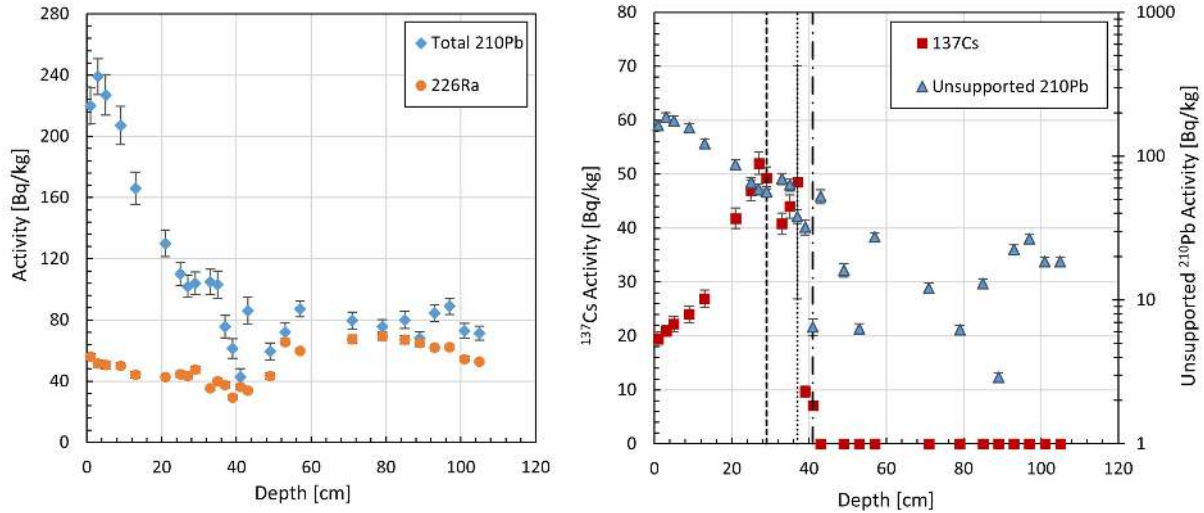 280
240
200
160
120
80
40
0
Activity [Bq/kg]
Total 210Pb
226Ra
0 20 40 60 80 100 120
Depth [cm]
80
70
60
50
40
30
20
10
0
137Cs Activity [Bq/kg]
137Cs
Unsupported 210Pb
1000
100
10
1
Unsupported 210Pb Activity [Bq/kg]
0 20 40 60 80 100 120
Depth [cm]